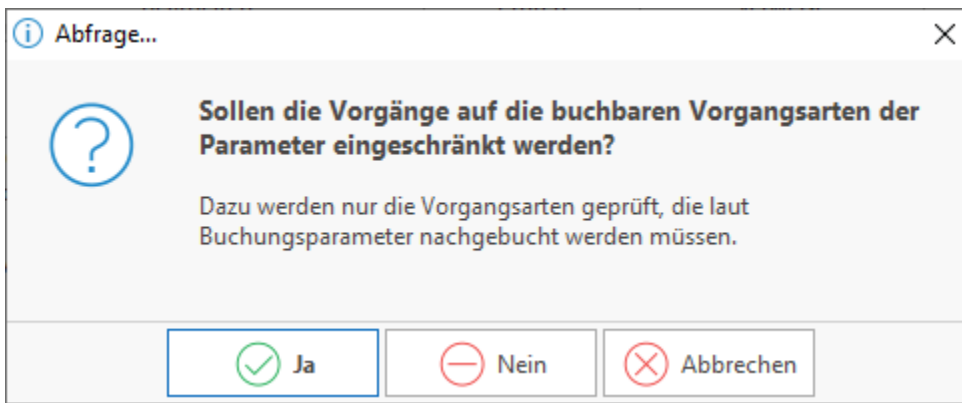 Abfrage...
Sollen die Vorgänge auf die buchbaren Vorgangsarten der
Parameter eingeschränkt werden?
Dazu werden nur die Vorgangsarten geprüft, die laut
Buchungsparameter nachgebucht werden müssen.
Ja
Nein
Abbrechen